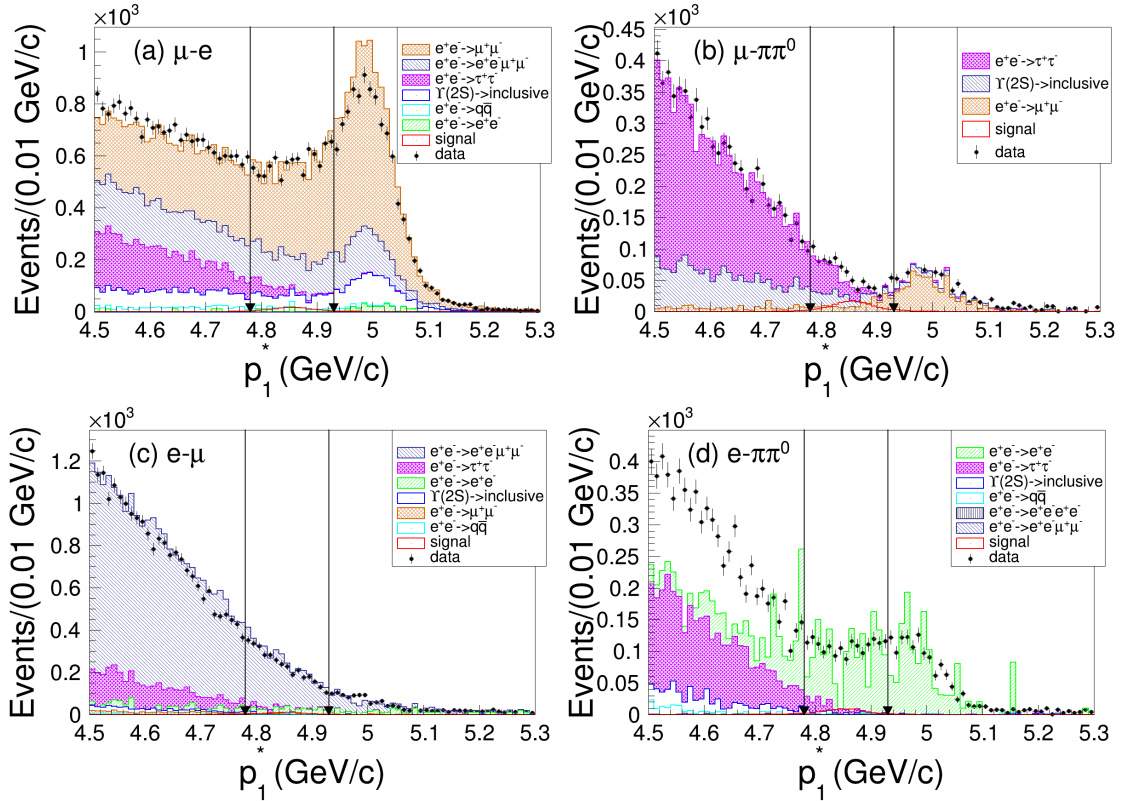 ×10³
(a) μ-e
e⁺e⁻->μ⁺μ⁻
e⁺e⁻->e⁺e⁻μ⁺μ⁻
e⁺e⁻->τ⁺τ⁻
ϒ(2S)->inclusive
e⁺e⁻->qq̅
e⁺e⁻->e⁺e⁻
signal
data
Events/(0.01 GeV/c)
1
0.8
0.6
0.4
0.2
0
4.5 4.6 4.7 4.8 4.9 5 5.1 5.2 5.3
p₁* (GeV/c)
×10³
(b) μ-ππ⁰
e⁺e⁻->τ⁺τ⁻
ϒ(2S)->inclusive
e⁺e⁻->μ⁺μ⁻
signal
data
Events/(0.01 GeV/c)
0.45
0.4
0.35
0.3
0.25
0.2
0.15
0.1
0.05
0
4.5 4.6 4.7 4.8 4.9 5 5.1 5.2 5.3
p₁* (GeV/c)
×10³
(c) e-μ
e⁺e⁻->e⁺e⁻μ⁺μ⁻
e⁺e⁻->τ⁺τ⁻
e⁺e⁻->e⁺e⁻
ϒ(2S)->inclusive
e⁺e⁻->μ⁺μ⁻
e⁺e⁻->qq̅
signal
data
Events/(0.01 GeV/c)
1.2
1
0.8
0.6
0.4
0.2
0
4.5 4.6 4.7 4.8 4.9 5 5.1 5.2 5.3
p₁* (GeV/c)
×10³
(d) e-ππ⁰
e⁺e⁻->e⁺e⁻
e⁺e⁻->τ⁺τ⁻
ϒ(2S)->inclusive
e⁺e⁻->qq̅
e⁺e⁻->e⁺e⁻e⁺e⁻
e⁺e⁻->e⁺e⁻μ⁺μ⁻
signal
data
Events/(0.01 GeV/c)
0.4
0.35
0.3
0.25
0.2
0.15
0.1
0.05
0
4.5 4.6 4.7 4.8 4.9 5 5.1 5.2 5.3
p₁* (GeV/c)